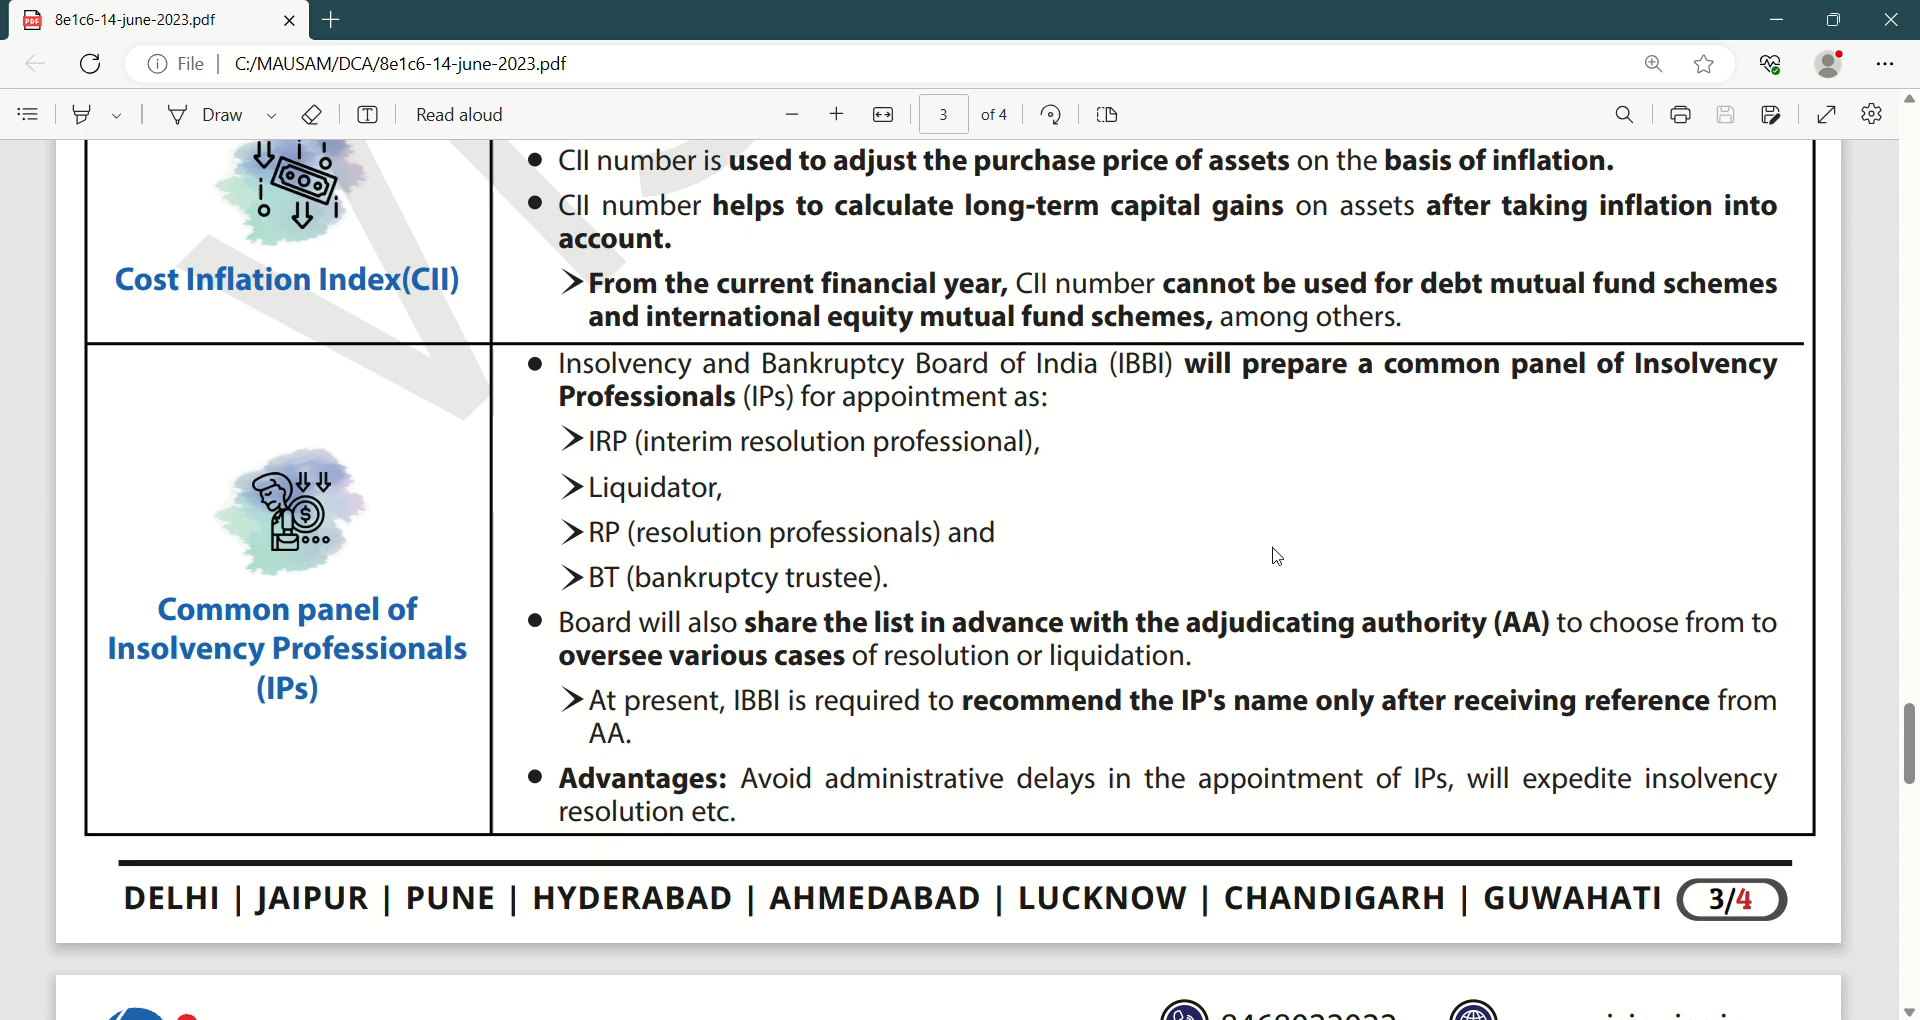 8e1c6-14-june-2023.pdf
File | C:/MAUSAM/DCA/8e1c6-14-june-2023.pdf
Draw Read aloud 3 of 4
• CII number is used to adjust the purchase price of assets on the basis of inflation.
• CII number helps to calculate long-term capital gains on assets after taking inflation into
account.
Cost Inflation Index(CII)
➢ From the current financial year, CII number cannot be used for debt mutual fund schemes
and international equity mutual fund schemes, among others.
• Insolvency and Bankruptcy Board of India (IBBI) will prepare a common panel of Insolvency
Professionals (IPs) for appointment as:
➢ IRP (interim resolution professional),
➢ Liquidator,
➢ RP (resolution professionals) and
➢ BT (bankruptcy trustee).
Common panel of
Insolvency Professionals
(IPs)
• Board will also share the list in advance with the adjudicating authority (AA) to choose from to
oversee various cases of resolution or liquidation.
➢ At present, IBBI is required to recommend the IP's name only after receiving reference from
AA.
• Advantages: Avoid administrative delays in the appointment of IPs, will expedite insolvency
resolution etc.
DELHI | JAIPUR | PUNE | HYDERABAD | AHMEDABAD | LUCKNOW | CHANDIGARH | GUWAHATI 3/4